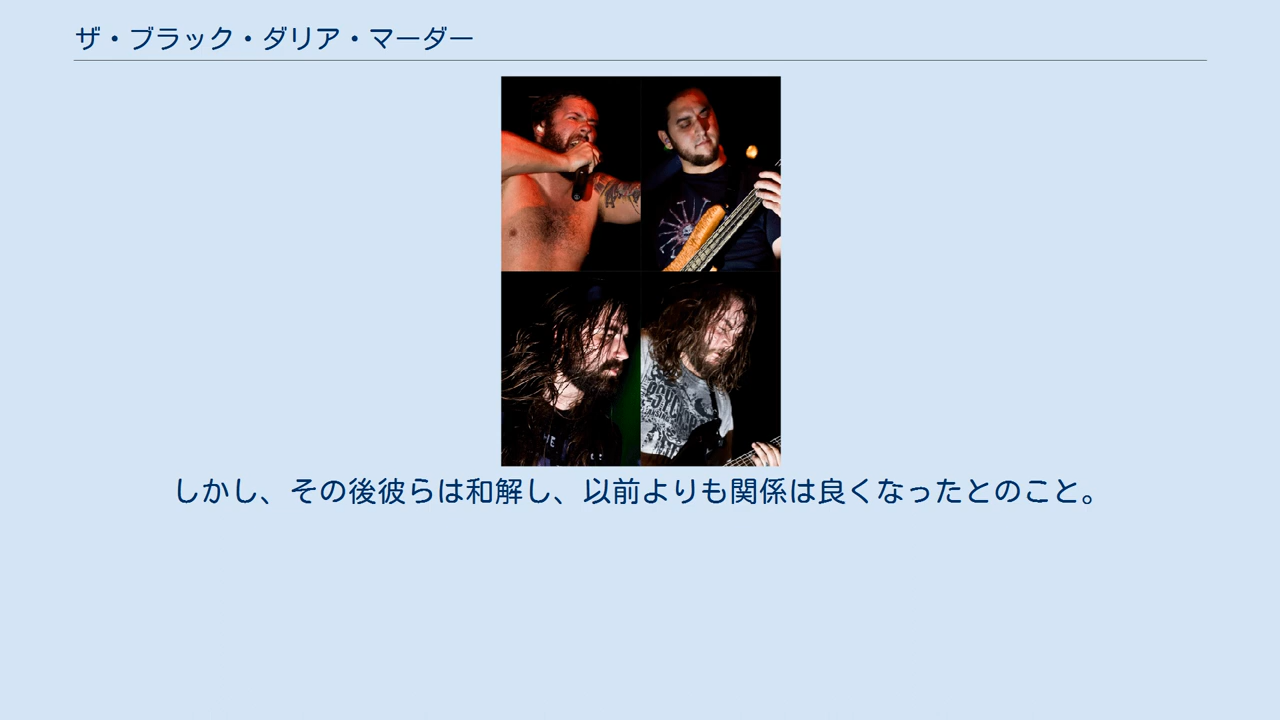 ザ・ブラック・ダリア・マーダー
しかし、その後彼らは和解し、以前よりも関係は良くなったとのこと。